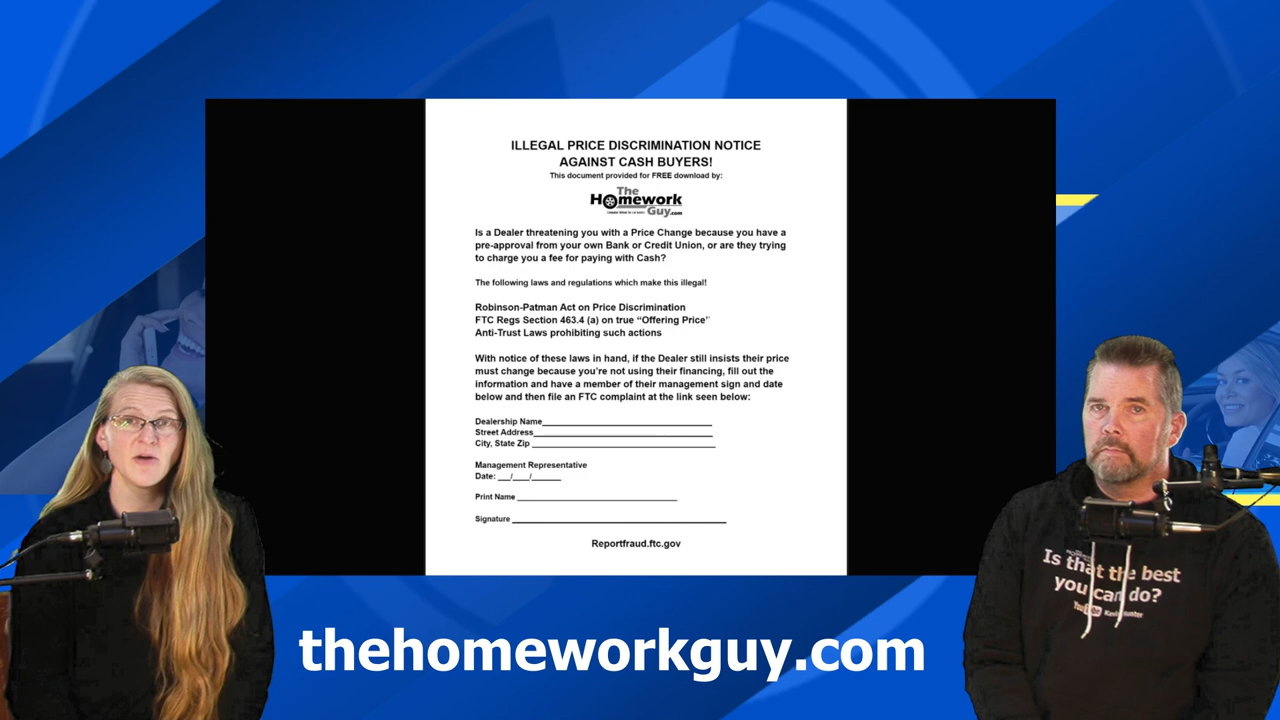 ILLEGAL PRICE DISCRIMINATION NOTICE
AGAINST CASH BUYERS!
This document provided for FREE download by:
The
Homework
Guy.com
Is a Dealer threatening you with a Price Change because you have a
pre-approval from your own Bank or Credit Union, or are they trying
to charge you a fee for paying with Cash?
The following laws and regulations which make this illegal!
Robinson-Patman Act on Price Discrimination
FTC Regs Section 463.4 (a) on true “Offering Price”
Anti-Trust Laws prohibiting such actions
With notice of these laws in hand, if the Dealer still insists their price
must change because you’re not using their financing, fill out the
information and have a member of their management sign and date
below and then file an FTC complaint at the link seen below:
Dealership Name
Street Address
City, State Zip
Management Representative
Date: __/__/____
Print Name
Signature
Reportfraud.ftc.gov
Is that the best
you can do?
YouTube Kevin Hunter
thehomeworkguy.com